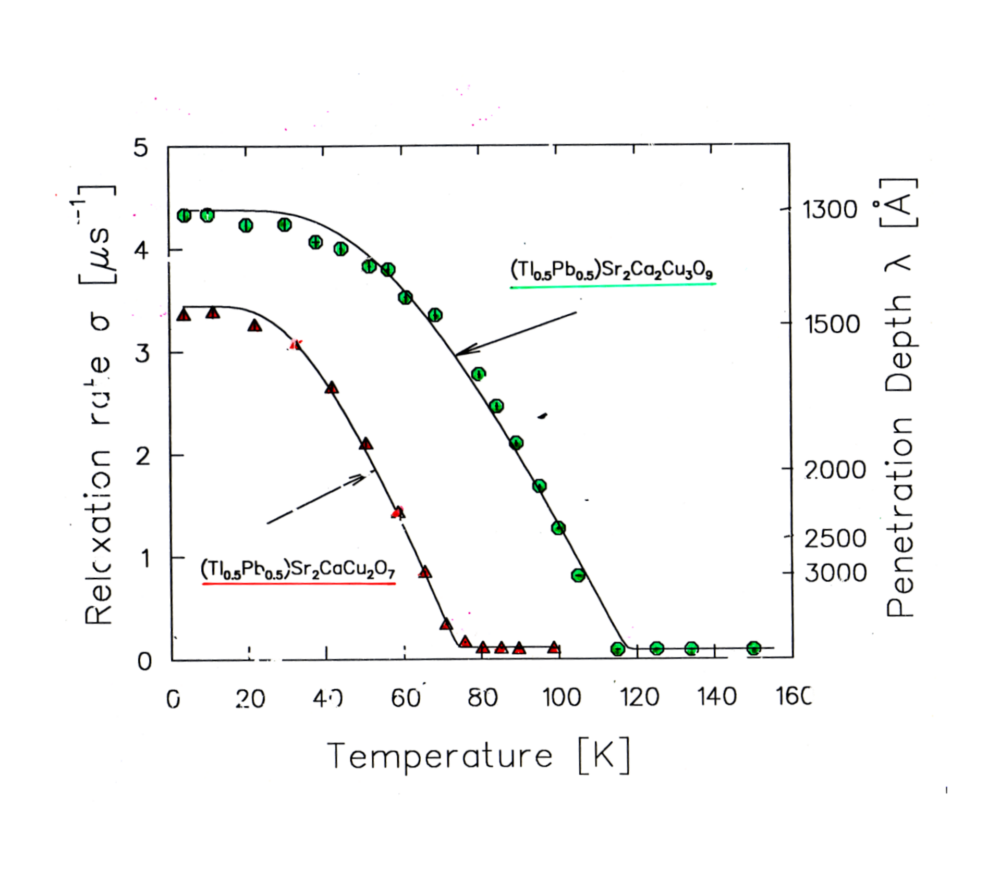 5
4
3
2
1
0
Relaxation rate σ [μs⁻¹]
1300
1500
2000
2500
3000
Penetration Depth λ [Å]
(Tl₀.₅Pb₀.₅)Sr₂Ca₂Cu₃O₉
(Tl₀.₅Pb₀.₅)Sr₂CaCu₂O₇
0 20 40 60 80 100 120 140 160
Temperature [K]